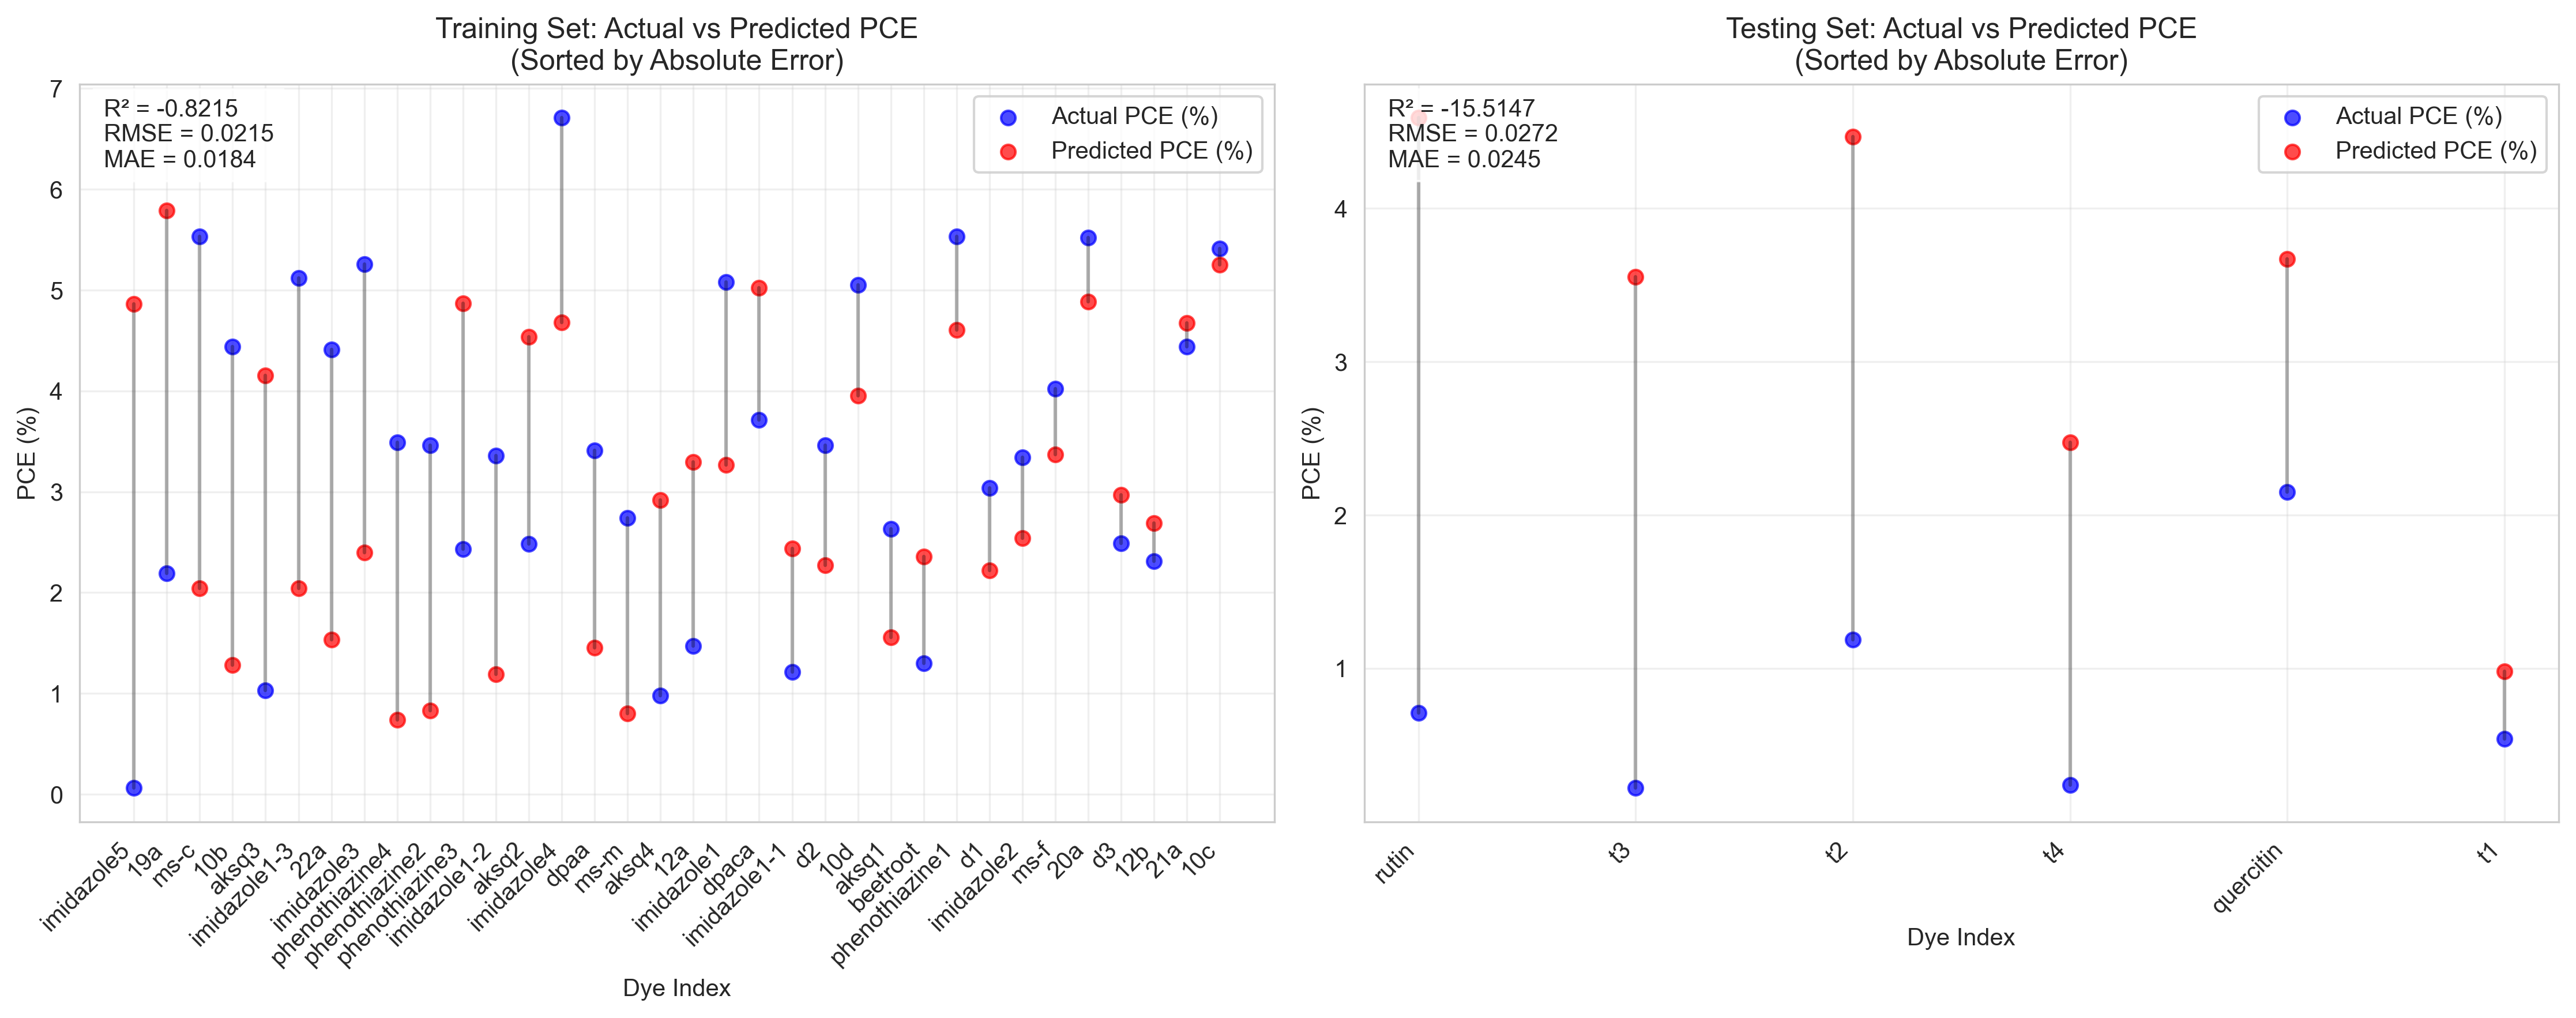 Training Set: Actual vs Predicted PCE
(Sorted by Absolute Error)
R² = -0.8215
RMSE = 0.0215
MAE = 0.0184
Actual PCE (%)
Predicted PCE (%)
PCE (%)
7
6
5
4
3
2
1
0
imidazole5
19a
ms-c
10b
aksq3
imidazole1-3
22a
imidazole3
phenothiazine4
phenothiazine2
phenothiazine3
imidazole1-2
aksq2
imidazole4
dpaa
ms-m
aksq4
12a
imidazole1
dpaca
imidazole1-1
d2
10d
aksq1
beetroot
phenothiazine1
d1
imidazole2
ms-f
20a
d3
12b
21a
10c
Dye Index
Testing Set: Actual vs Predicted PCE
(Sorted by Absolute Error)
R² = -15.5147
RMSE = 0.0272
MAE = 0.0245
Actual PCE (%)
Predicted PCE (%)
PCE (%)
4
3
2
1
rutin
t3
t2
t4
quercitin
t1
Dye Index